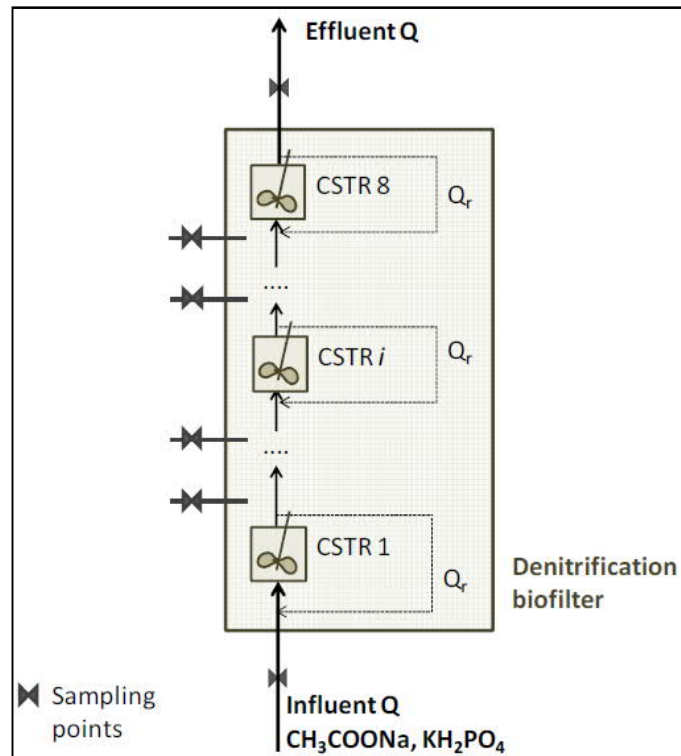 Effluent Q
CSTR 8
Qr
....
CSTR i
Qr
....
CSTR 1
Qr
Denitrification
biofilter
Sampling
points
Influent Q
CH3COONa, KH2PO4